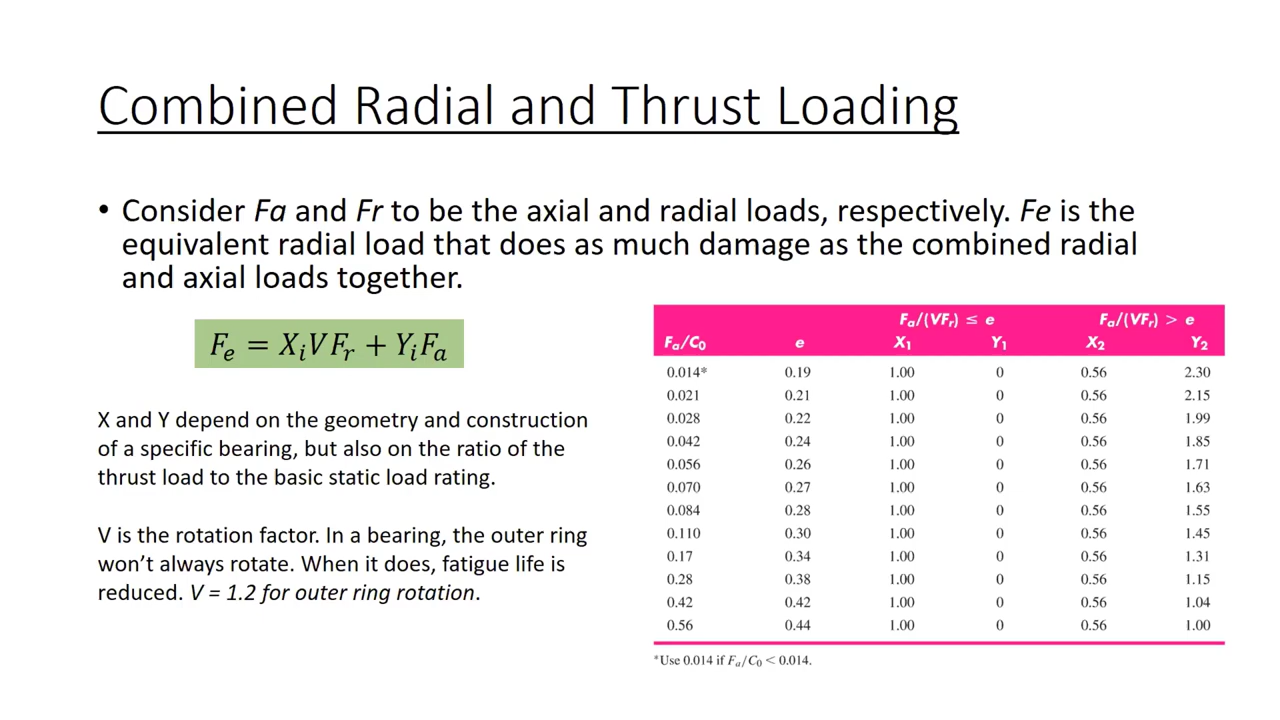 Combined Radial and Thrust Loading
• Consider Fa and Fr to be the axial and radial loads, respectively. Fe is the
equivalent radial load that does as much damage as the combined radial
and axial loads together.
Fₑ = XᵢVFᵣ + YᵢFₐ
X and Y depend on the geometry and construction
of a specific bearing, but also on the ratio of the
thrust load to the basic static load rating.
V is the rotation factor. In a bearing, the outer ring
won't always rotate. When it does, fatigue life is
reduced. V = 1.2 for outer ring rotation.
Fₐ/(VFᵣ) ≤ e Fₐ/(VFᵣ) > e
Fₐ/C₀ e X₁ Y₁ X₂ Y₂
0.014* 0.19 1.00 0 0.56 2.30
0.021 0.21 1.00 0 0.56 2.15
0.028 0.22 1.00 0 0.56 1.99
0.042 0.24 1.00 0 0.56 1.85
0.056 0.26 1.00 0 0.56 1.71
0.070 0.27 1.00 0 0.56 1.63
0.084 0.28 1.00 0 0.56 1.55
0.110 0.30 1.00 0 0.56 1.45
0.17 0.34 1.00 0 0.56 1.31
0.28 0.38 1.00 0 0.56 1.15
0.42 0.42 1.00 0 0.56 1.04
0.56 0.44 1.00 0 0.56 1.00
*Use 0.014 if Fₐ/C₀ < 0.014.